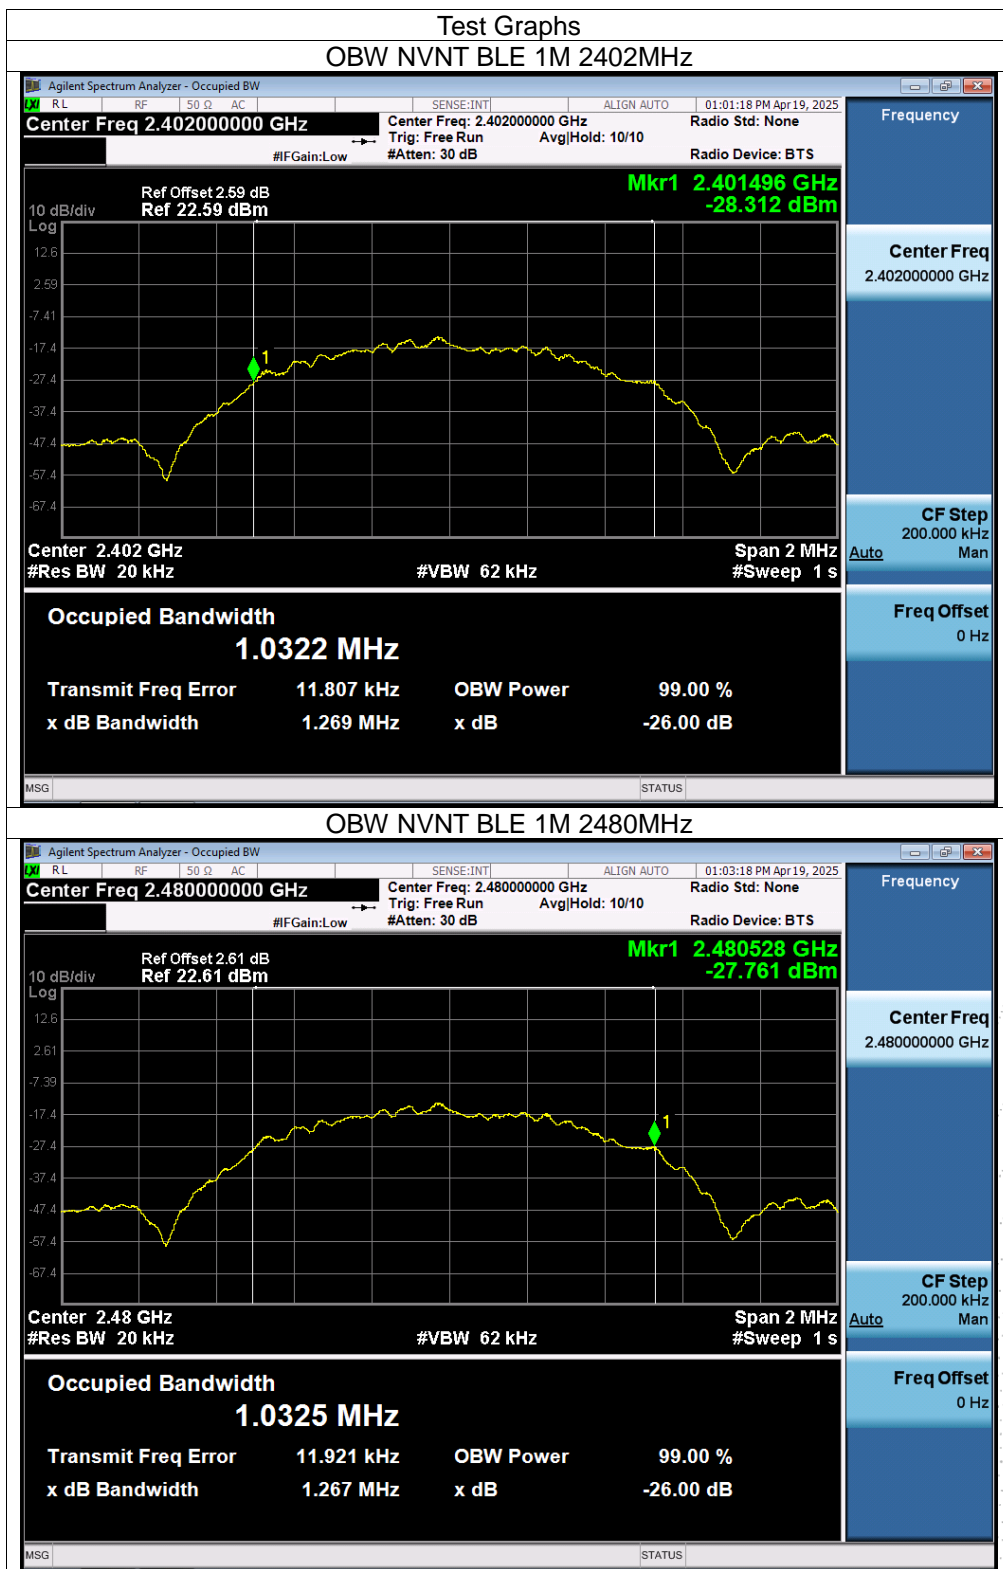 Test Graphs
OBW NVNT BLE 1M 2402MHz
Agilent Spectrum Analyzer - Occupied BW
LXI RL RF 50 Ω AC SENSE:INT ALIGN AUTO 01:01:18 PM Apr 19, 2025
Center Freq 2.402000000 GHz Center Freq: 2.402000000 GHz Radio Std: None
Trig: Free Run Avg|Hold: 10/10
#IFGain:Low #Atten: 30 dB Radio Device: BTS
Frequency
Mkr1 2.401496 GHz
-28.312 dBm
Ref Offset 2.59 dB
10 dB/div Ref 22.59 dBm
Log
12.6
2.59
-7.41
-17.4
-27.4
-37.4
-47.4
-57.4
-67.4
1
Center Freq
2.402000000 GHz
Center 2.402 GHz Span 2 MHz
#Res BW 20 kHz #VBW 62 kHz #Sweep 1 s
CF Step
200.000 kHz
Auto Man
Occupied Bandwidth
1.0322 MHz
Freq Offset
0 Hz
Transmit Freq Error 11.807 kHz OBW Power 99.00 %
x dB Bandwidth 1.269 MHz x dB -26.00 dB
MSG STATUS
OBW NVNT BLE 1M 2480MHz
Agilent Spectrum Analyzer - Occupied BW
LXI RL RF 50 Ω AC SENSE:INT ALIGN AUTO 01:03:18 PM Apr 19, 2025
Center Freq 2.480000000 GHz Center Freq: 2.480000000 GHz Radio Std: None
Trig: Free Run Avg|Hold: 10/10
#IFGain:Low #Atten: 30 dB Radio Device: BTS
Frequency
Mkr1 2.480528 GHz
-27.761 dBm
Ref Offset 2.61 dB
10 dB/div Ref 22.61 dBm
Log
12.6
2.61
-7.39
-17.4
-27.4
-37.4
-47.4
-57.4
-67.4
1
Center Freq
2.480000000 GHz
Center 2.48 GHz Span 2 MHz
#Res BW 20 kHz #VBW 62 kHz #Sweep 1 s
CF Step
200.000 kHz
Auto Man
Occupied Bandwidth
1.0325 MHz
Freq Offset
0 Hz
Transmit Freq Error 11.921 kHz OBW Power 99.00 %
x dB Bandwidth 1.267 MHz x dB -26.00 dB
MSG STATUS